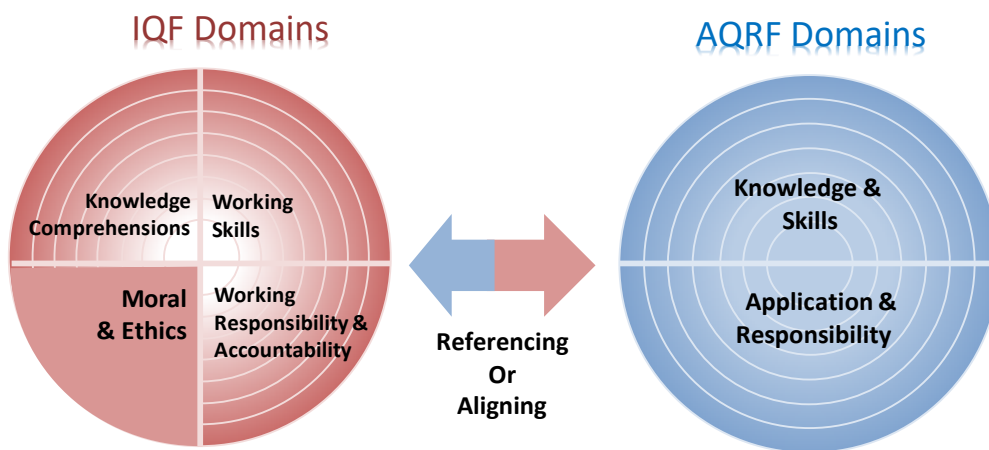 IQF Domains
AQRF Domains
Knowledge
Comprehensions
Working
Skills
Moral
& Ethics
Working
Responsibility &
Accountability
Referencing
Or
Aligning
Knowledge &
Skills
Application &
Responsibility